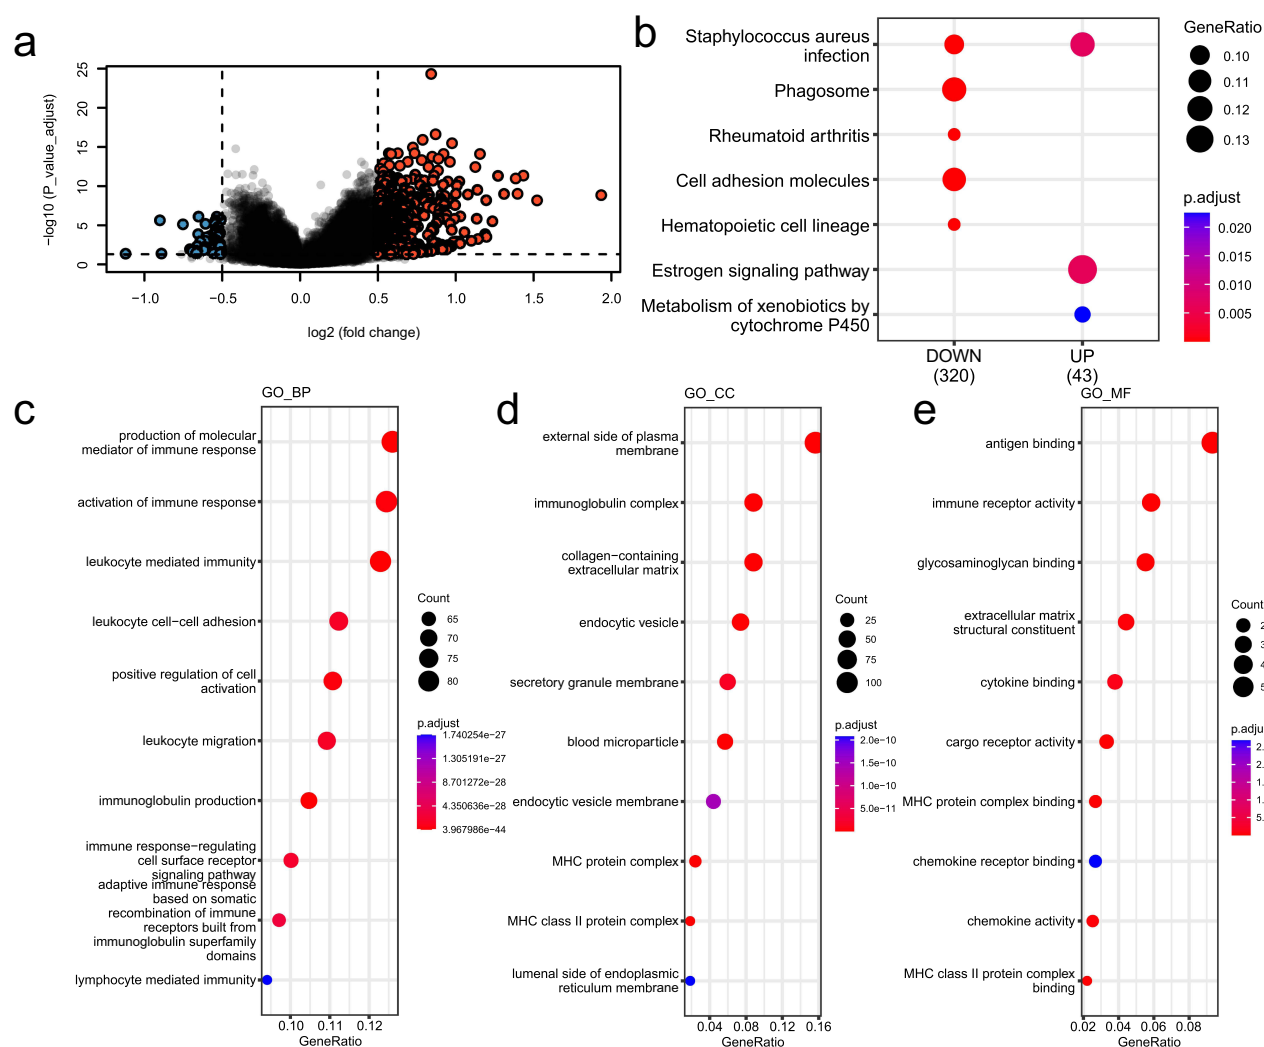 a
−log10 (P_value_adjust)
25
20
15
10
5
0
−1.0
−0.5
0.0
0.5
1.0
1.5
2.0
log2 (fold change)
b
Staphylococcus aureus
infection
Phagosome
Rheumatoid arthritis
Cell adhesion molecules
Hematopoietic cell lineage
Estrogen signaling pathway
Metabolism of xenobiotics by
cytochrome P450
DOWN
(320)
UP
(43)
GeneRatio
0.10
0.11
0.12
0.13
p.adjust
0.020
0.015
0.010
0.005
c
GO_BP
production of molecular
mediator of immune response
activation of immune response
leukocyte mediated immunity
leukocyte cell−cell adhesion
positive regulation of cell
activation
leukocyte migration
immunoglobulin production
immune response−regulating
cell surface receptor
signaling pathway
adaptive immune response
based on somatic
recombination of immune
receptors built from
immunoglobulin superfamily
domains
lymphocyte mediated immunity
0.10
0.11
0.12
GeneRatio
Count
65
70
75
80
p.adjust
1.740254e−27
1.305191e−27
8.701272e−28
4.350636e−28
3.967986e−44
d
GO_CC
external side of plasma
membrane
immunoglobulin complex
collagen−containing
extracellular matrix
endocytic vesicle
secretory granule membrane
blood microparticle
endocytic vesicle membrane
MHC protein complex
MHC class II protein complex
lumenal side of endoplasmic
reticulum membrane
0.04
0.08
0.12
0.16
GeneRatio
Count
25
50
75
100
p.adjust
2.0e−10
1.5e−10
1.0e−10
5.0e−11
e
GO_MF
antigen binding
immune receptor activity
glycosaminoglycan binding
extracellular matrix
structural constituent
cytokine binding
cargo receptor activity
MHC protein complex binding
chemokine receptor binding
chemokine activity
MHC class II protein complex
binding
0.02
0.04
0.06
0.08
GeneRatio
Count
2
3
4
5
p.adju
2.
2.
1.
1.
5.